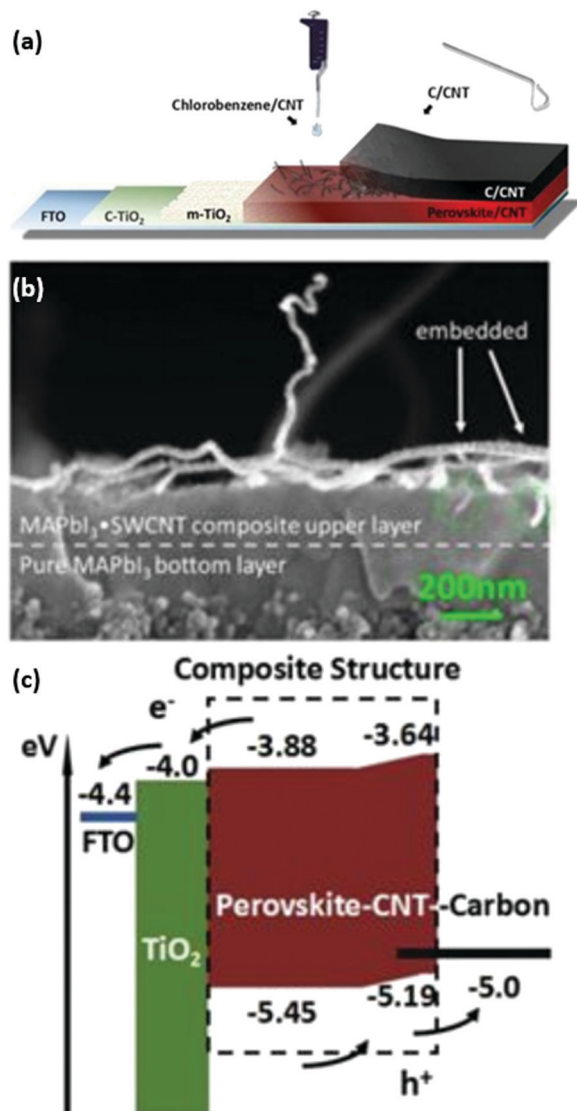 (a)
Chlorobenzene/CNT
C/CNT
C/CNT
FTO
C-TiO₂
m-TiO₂
Perovskite/CNT
(b)
embedded
MAPbI₃•SWCNT composite upper layer
Pure MAPbI₃ bottom layer
200nm
(c)
Composite Structure
e⁻
eV
-3.88
-3.64
-4.0
-4.4
FTO
Perovskite-CNT--Carbon
TiO₂
-5.45
-5.19
-5.0
h⁺